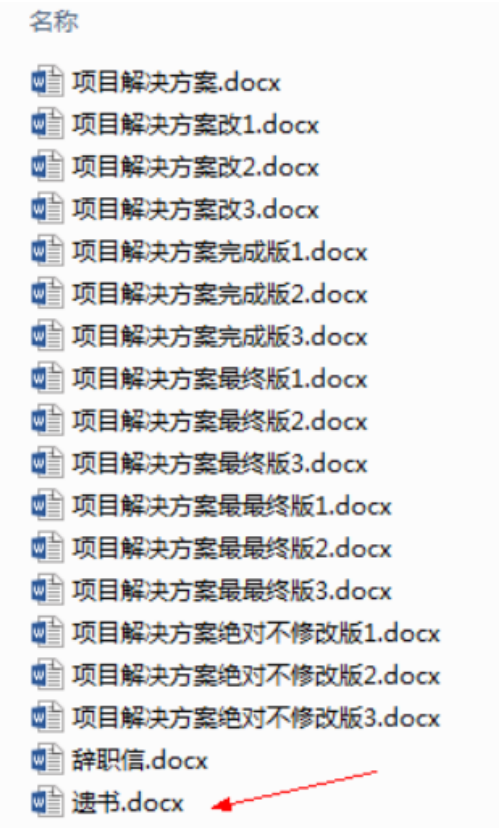 名称
项目解决方案.docx
项目解决方案改1.docx
项目解决方案改2.docx
项目解决方案改3.docx
项目解决方案完成版1.docx
项目解决方案完成版2.docx
项目解决方案完成版3.docx
项目解决方案最终版1.docx
项目解决方案最终版2.docx
项目解决方案最终版3.docx
项目解决方案最最终版1.docx
项目解决方案最最终版2.docx
项目解决方案最最终版3.docx
项目解决方案绝对不修改版1.docx
项目解决方案绝对不修改版2.docx
项目解决方案绝对不修改版3.docx
辞职信.docx
遗书.docx